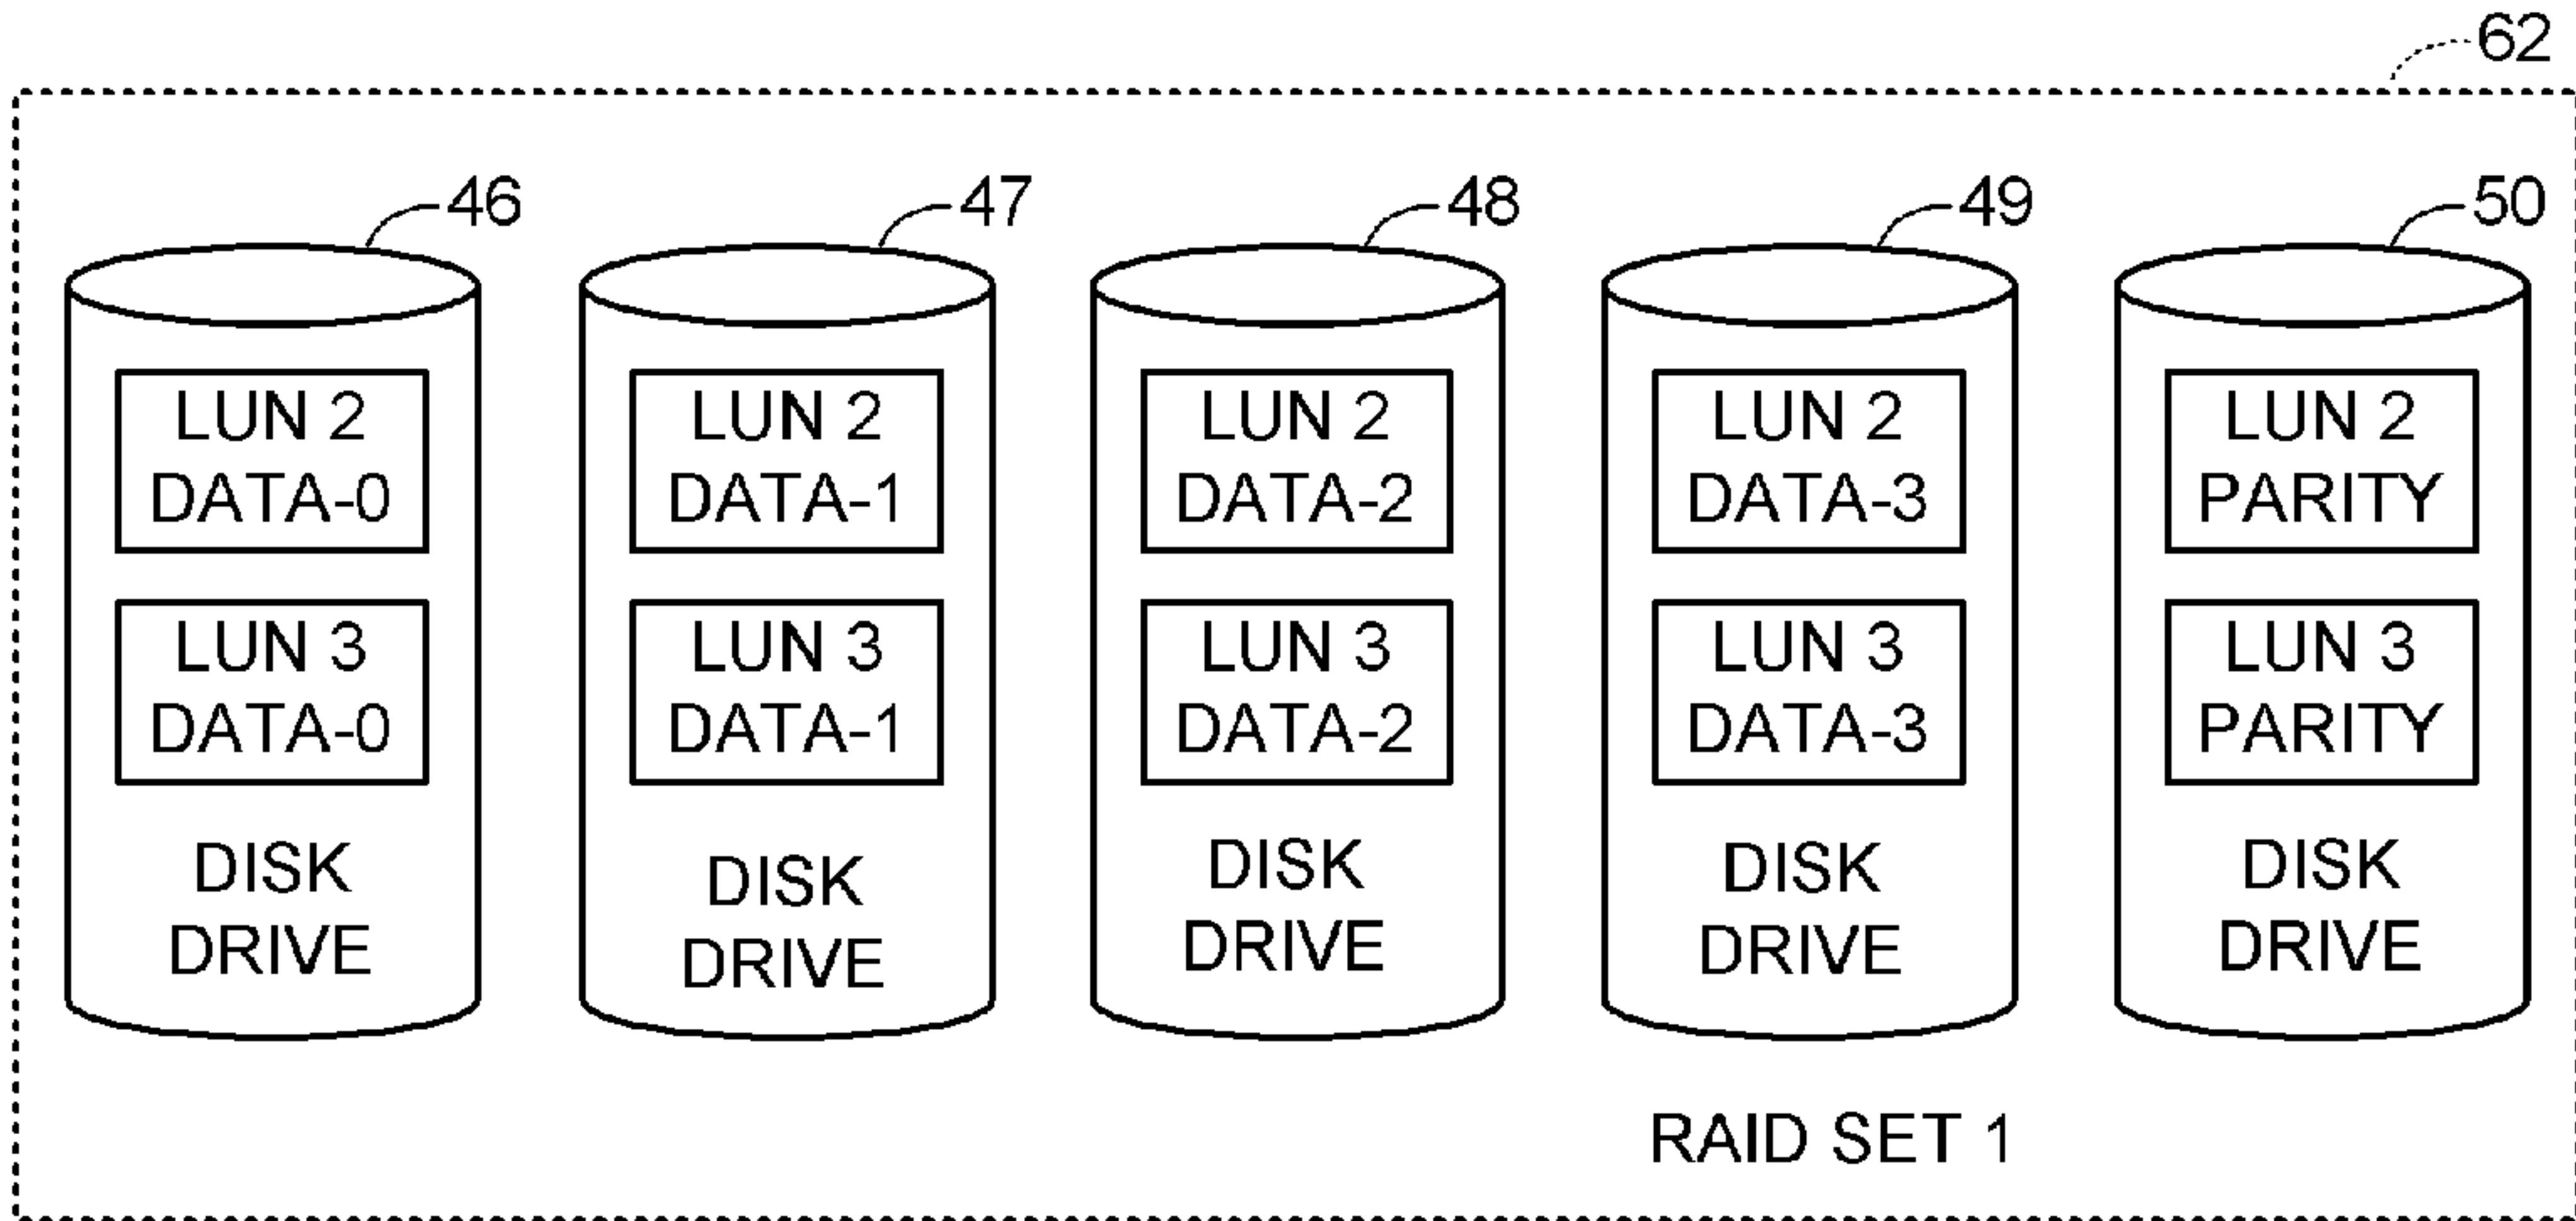 62
46
47
48
49
50
LUN 2
DATA-0
LUN 2
DATA-1
LUN 2
DATA-2
LUN 2
DATA-3
LUN 2
PARITY
LUN 3
DATA-0
LUN 3
DATA-1
LUN 3
DATA-2
LUN 3
DATA-3
LUN 3
PARITY
DISK
DRIVE
DISK
DRIVE
DISK
DRIVE
DISK
DRIVE
DISK
DRIVE
RAID SET 1